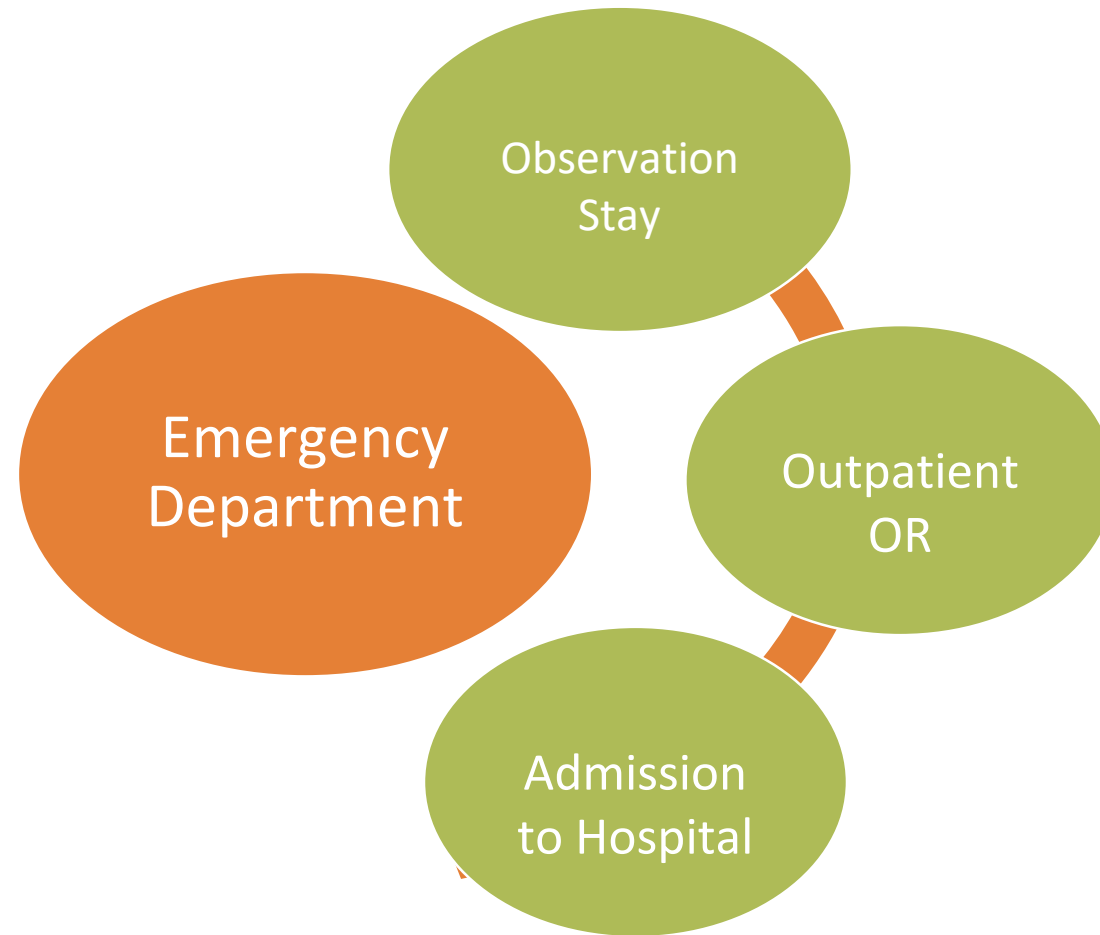 Observation
Stay
Emergency
Department
Outpatient
OR
Admission
to Hospital